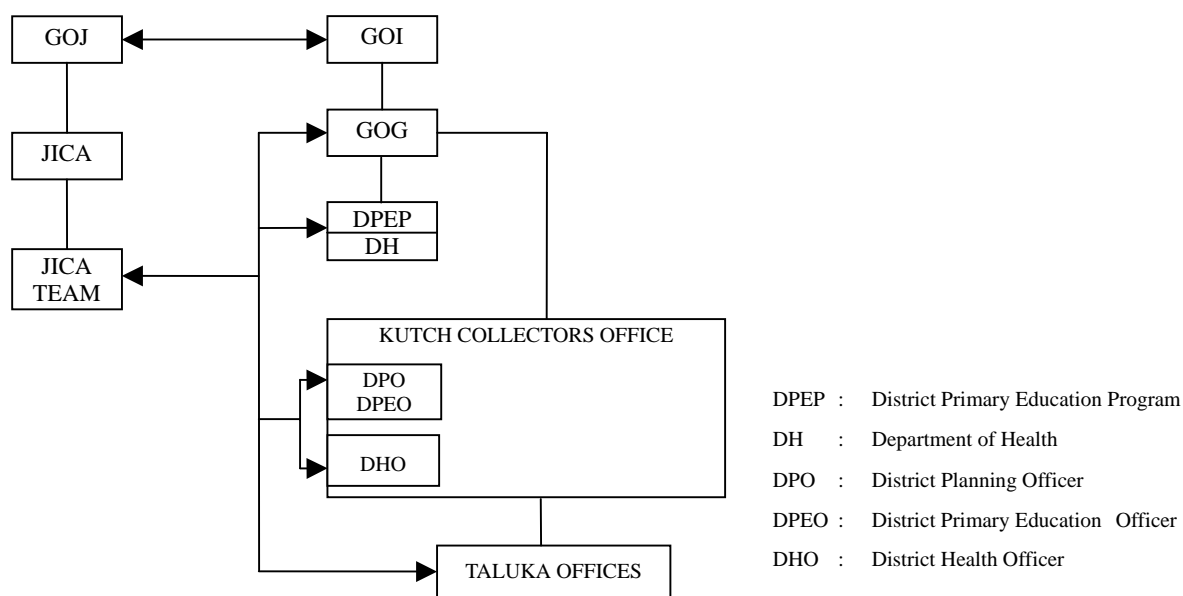 GOJ
GOI
GOG
JICA
DPEP
DH
JICA
TEAM
KUTCH COLLECTORS OFFICE
DPO
DPEO
DHO
TALUKA OFFICES
DPEP : District Primary Education Program
DH : Department of Health
DPO : District Planning Officer
DPEO : District Primary Education Officer
DHO : District Health Officer